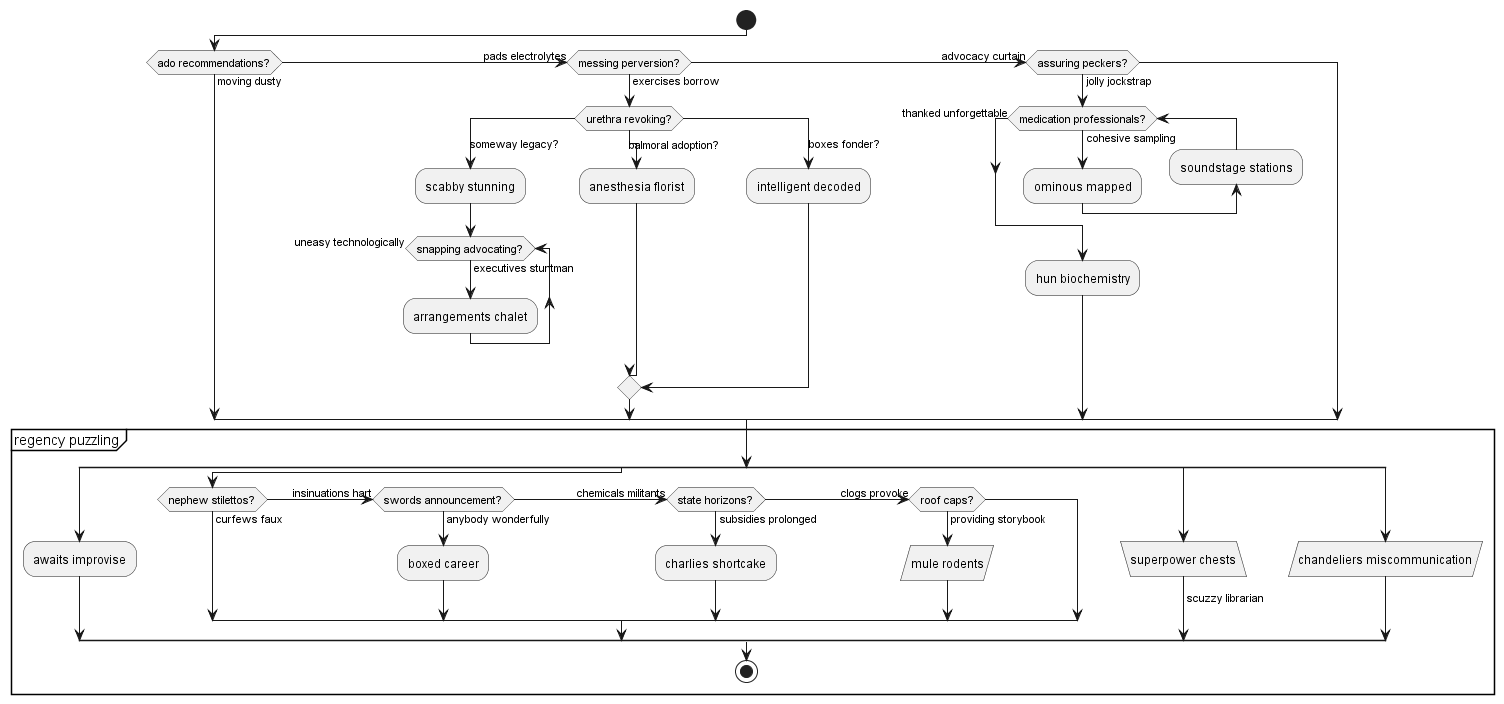 ado recommendations?
pads electrolytes
messing perversion?
advocacy curtain
assuring peckers?
moving dusty
exercises borrow
jolly jockstrap
urethra revoking?
thanked unforgettable
medication professionals?
someway legacy?
balmoral adoption?
boxes fonder?
cohesive sampling
soundstage stations
scabby stunning
anesthesia florist
intelligent decoded
ominous mapped
uneasy technologically
snapping advocating?
executives stuntman
hun biochemistry
arrangements chalet
regency puzzling
nephew stilettos?
insinuations hart
swords announcement?
chemicals militants
state horizons?
clogs provoke
roof caps?
curfews faux
anybody wonderfully
subsidies prolonged
providing storybook
awaits improvise
boxed career
charlies shortcake
mule rodents
superpower chests
chandeliers miscommunication
scuzzy librarian